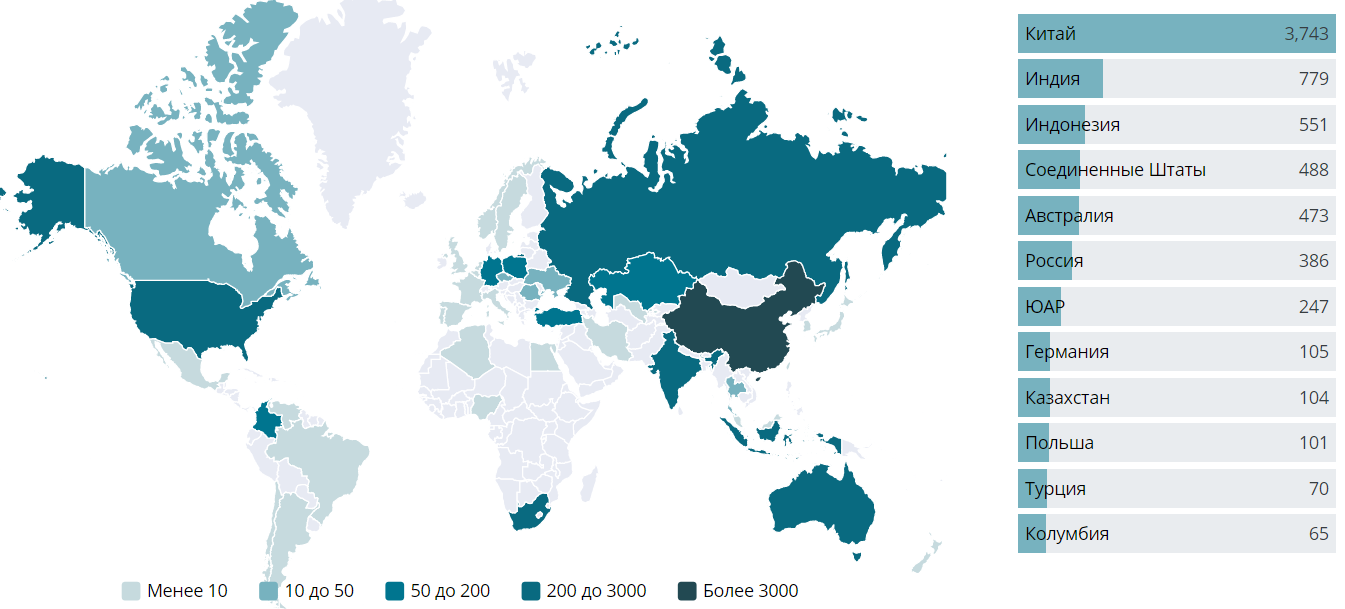 Китай 3,743
Индия 779
Индонезия 551
Соединенные Штаты 488
Австралия 473
Россия 386
ЮАР 247
Германия 105
Казахстан 104
Польша 101
Турция 70
Колумбия 65
Менее 10 10 до 50 50 до 200 200 до 3000 Более 3000